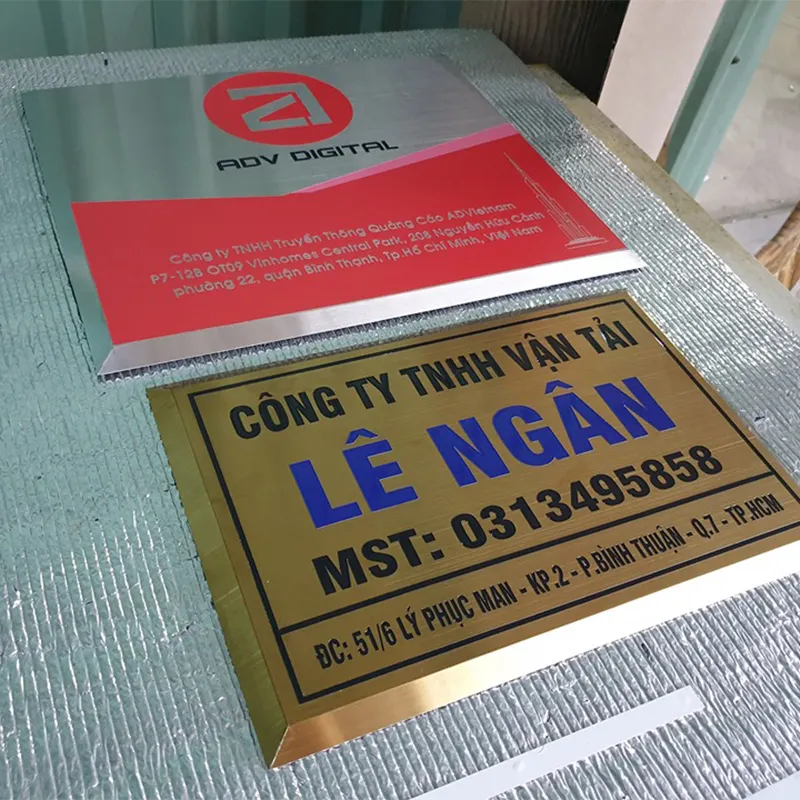 ADV DIGITAL
Công ty TNHH Truyền Thông Quảng Cáo ADVietnam
P7-12B OT09 Vinhomes Central Park, 208 Nguyễn Hữu Cảnh
phường 22, quận Bình Thạnh, Tp.Hồ Chí Minh, Việt Nam
CÔNG TY TNHH VẬN TẢI
LÊ NGÂN
MST: 0313495858
ĐC: 51/6 LÝ PHỤC MAN - KP.2 - P.BÌNH THUẬN - Q.7 - TP.HCM